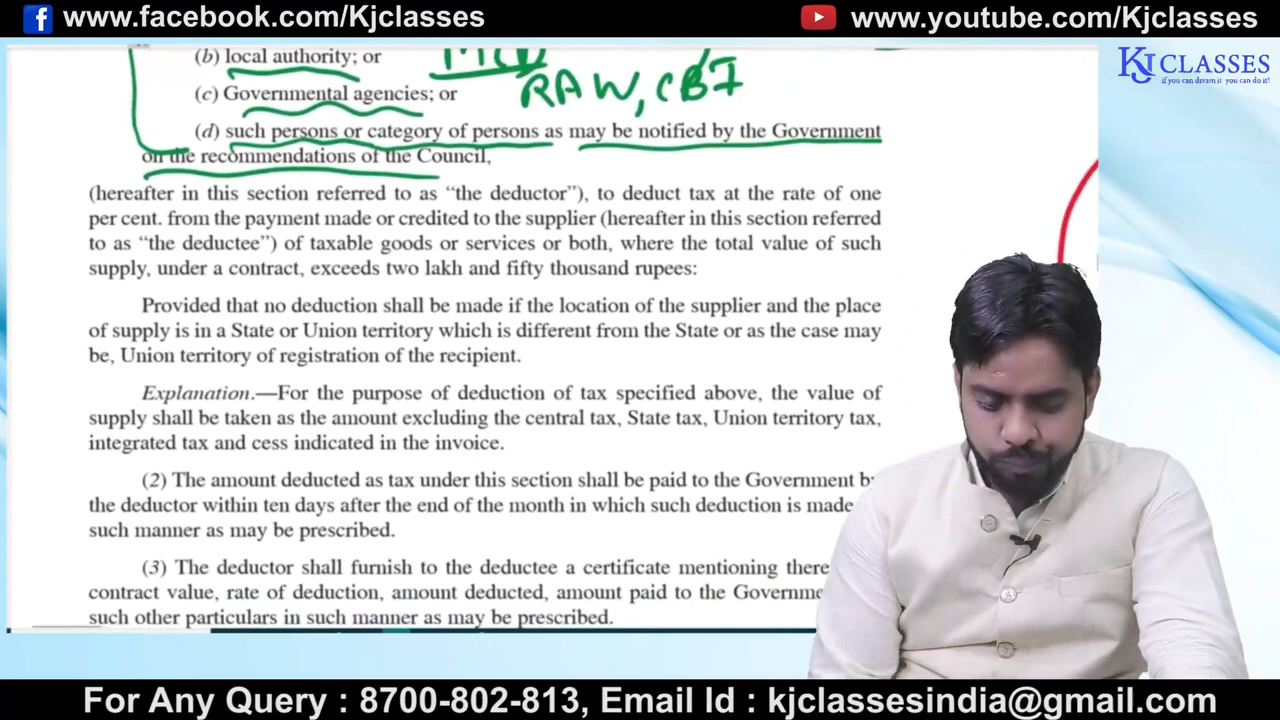 www.facebook.com/Kjclasses
www.youtube.com/Kjclasses
KJ CLASSES
if you can dream it you can do it!
(b) local authority; or
MCD
(c) Governmental agencies; or
RAW, CBI
(d) such persons or category of persons as may be notified by the Government
on the recommendations of the Council,
(hereafter in this section referred to as “the deductor”), to deduct tax at the rate of one
per cent. from the payment made or credited to the supplier (hereafter in this section referred
to as “the deductee”) of taxable goods or services or both, where the total value of such
supply, under a contract, exceeds two lakh and fifty thousand rupees:
Provided that no deduction shall be made if the location of the supplier and the place
of supply is in a State or Union territory which is different from the State or as the case may
be, Union territory of registration of the recipient.
Explanation.—For the purpose of deduction of tax specified above, the value of
supply shall be taken as the amount excluding the central tax, State tax, Union territory tax,
integrated tax and cess indicated in the invoice.
(2) The amount deducted as tax under this section shall be paid to the Government
the deductor within ten days after the end of the month in which such deduction is made
such manner as may be prescribed.
(3) The deductor shall furnish to the deductee a certificate mentioning
contract value, rate of deduction, amount deducted, amount paid to the
such other particulars in such manner as may be prescribed.
For Any Query : 8700-802-813, Email Id : kjclassesindia@gmail.com